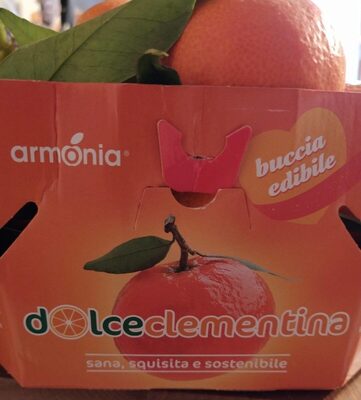 armonia®
buccia
edibile
dolceclementina
sana, squisita e sostenibile